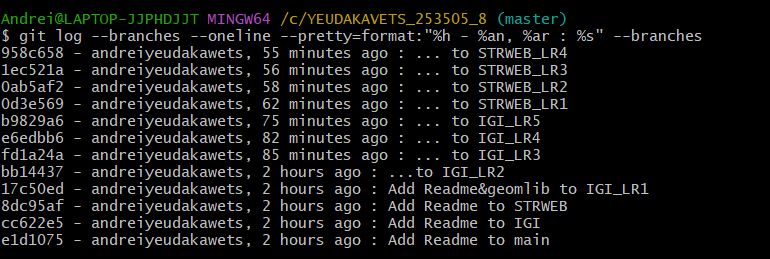 Andrei@LAPTOP-JJPHDJJT MINGW64 /c/YEUDAKAVETS_253505_8 (master)
$ git log --branches --oneline --pretty=format:"%h - %an, %ar : %s" --branches
958c658 - andreiyeudakawets, 55 minutes ago : ... to STRWEB_LR4
1ec521a - andreiyeudakawets, 56 minutes ago : ... to STRWEB_LR3
0ab5af2 - andreiyeudakawets, 58 minutes ago : ... to STRWEB_LR2
0d3e569 - andreiyeudakawets, 62 minutes ago : ... to STRWEB_LR1
b9829a6 - andreiyeudakawets, 75 minutes ago : ... to IGI_LR5
e6edbb6 - andreiyeudakawets, 82 minutes ago : ... to IGI_LR4
fd1a24a - andreiyeudakawets, 85 minutes ago : ... to IGI_LR3
bb14437 - andreiyeudakawets, 2 hours ago : ...to IGI_LR2
17c50ed - andreiyeudakawets, 2 hours ago : Add Readme&geomlib to IGI_LR1
8dc95af - andreiyeudakawets, 2 hours ago : Add Readme to STRWEB
cc622e5 - andreiyeudakawets, 2 hours ago : Add Readme to IGI
e1d1075 - andreiyeudakawets, 2 hours ago : Add Readme to main